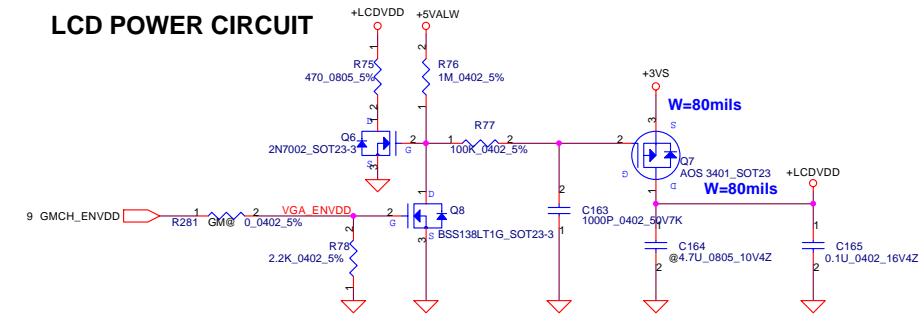 LCD POWER CIRCUIT
+LCDVDD
+5VALW
1
2
R75
470_0805_5%
R76
1M_0402_5%
+3VS
W=80mils
2
1
1
D
Q6
2
G
2N7002_SOT23-3
S
3
R77
1
2
100K_0402_5%
3
S
2
G
Q7
AOS 3401_SOT23
D
1
W=80mils
+LCDVDD
9 GMCH_ENVDD
1
2
R281
GM@
0_0402_5%
VGA_ENVDD
2
G
1
D
Q8
S
3
BSS138LT1G_SOT23-3
2
R78
2.2K_0402_5%
1
2
C163
1000P_0402_50V7K
1
1
C164
@4.7U_0805_10V4Z
2
1
C165
0.1U_0402_16V4Z
2